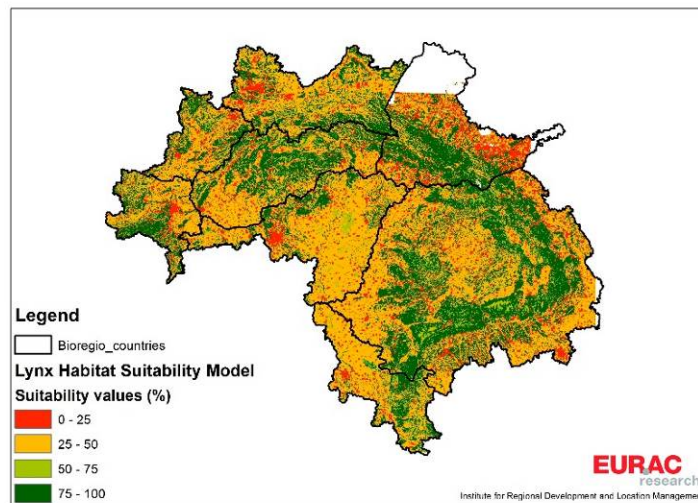 Legend
Bioregio_countries
Lynx Habitat Suitability Model
Suitability values (%)
0 - 25
25 - 50
50 - 75
75 - 100
EURAC
research
Institute for Regional Development and Location Management